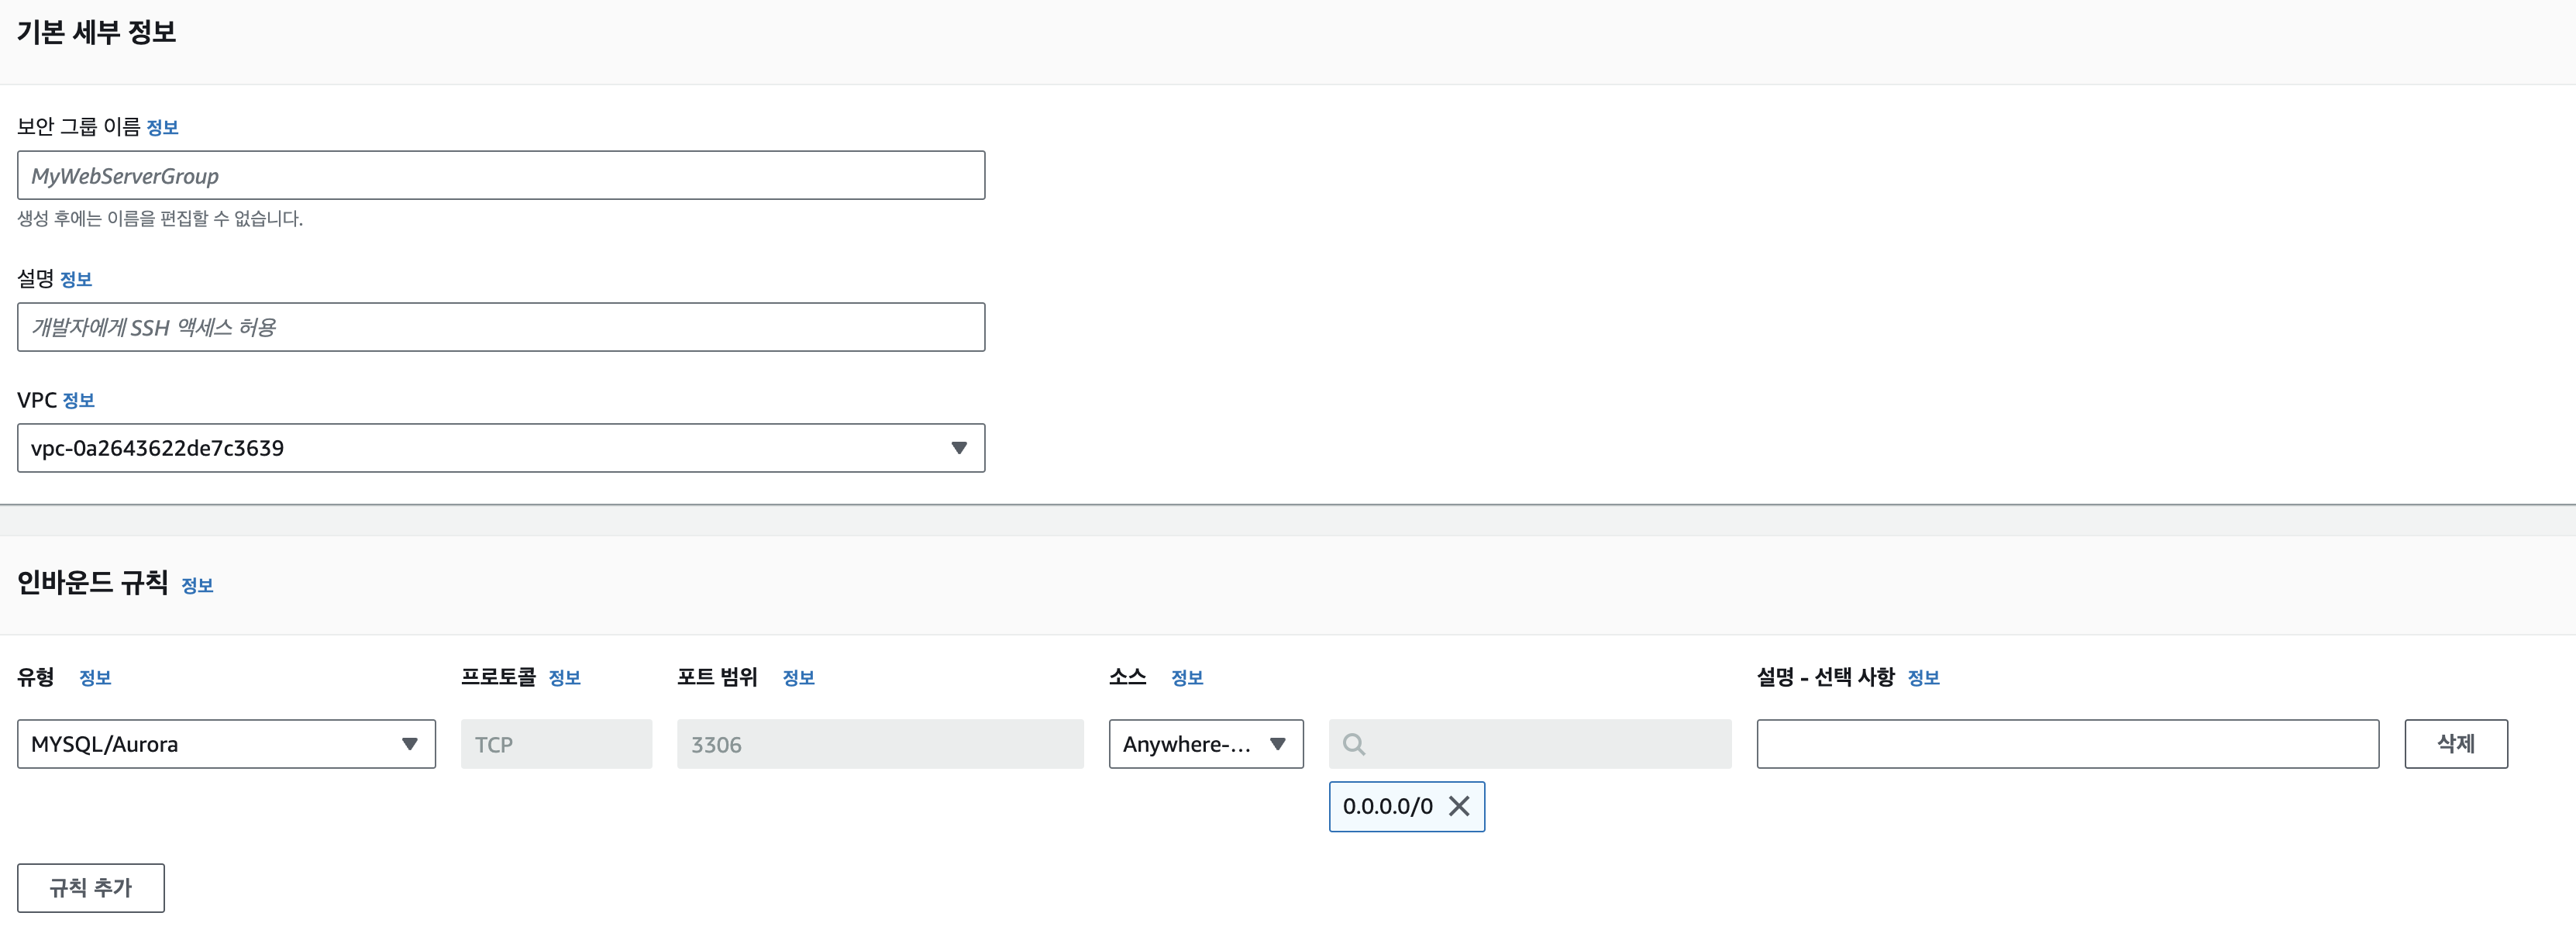 기본 세부 정보
보안 그룹 이름 정보
MyWebServerGroup
생성 후에는 이름을 편집할 수 없습니다.
설명 정보
개발자에게 SSH 액세스 허용
VPC 정보
vpc-0a2643622de7c3639
인바운드 규칙 정보
유형 정보 프로토콜 정보 포트 범위 정보 소스 정보 설명 - 선택 사항 정보
MYSQL/Aurora TCP 3306 Anywhere-... 삭제
0.0.0.0/0
규칙 추가